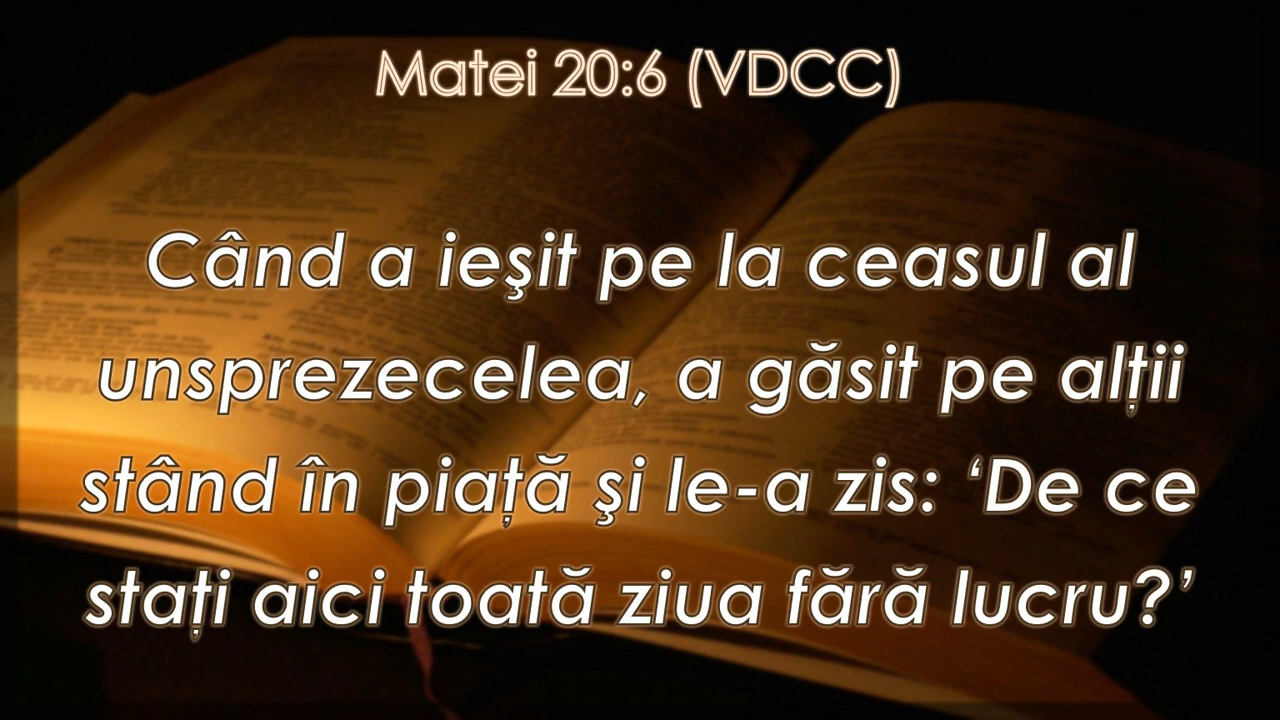 Matei 20:6 (VDCC)
Când a ieşit pe la ceasul al
unsprezecelea, a găsit pe alții
stând în piață şi le-a zis: ‘De ce
stați aici toată ziua fără lucru?’